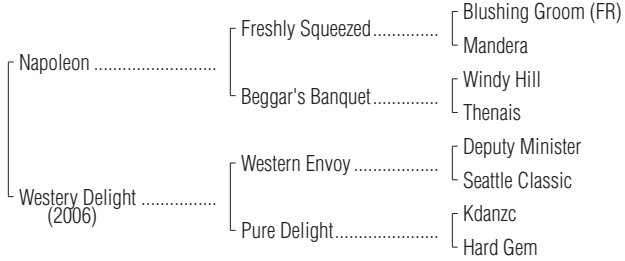 Blushing Groom (FR)
Freshly Squeezed..............
Mandera
Napoleon ..........................
Windy Hill
Beggar's Banquet..............
Thenais
Deputy Minister
Western Envoy ..................
Seattle Classic
Westery Delight ................
(2006)
Kdanzc
Pure Delight......................
Hard Gem